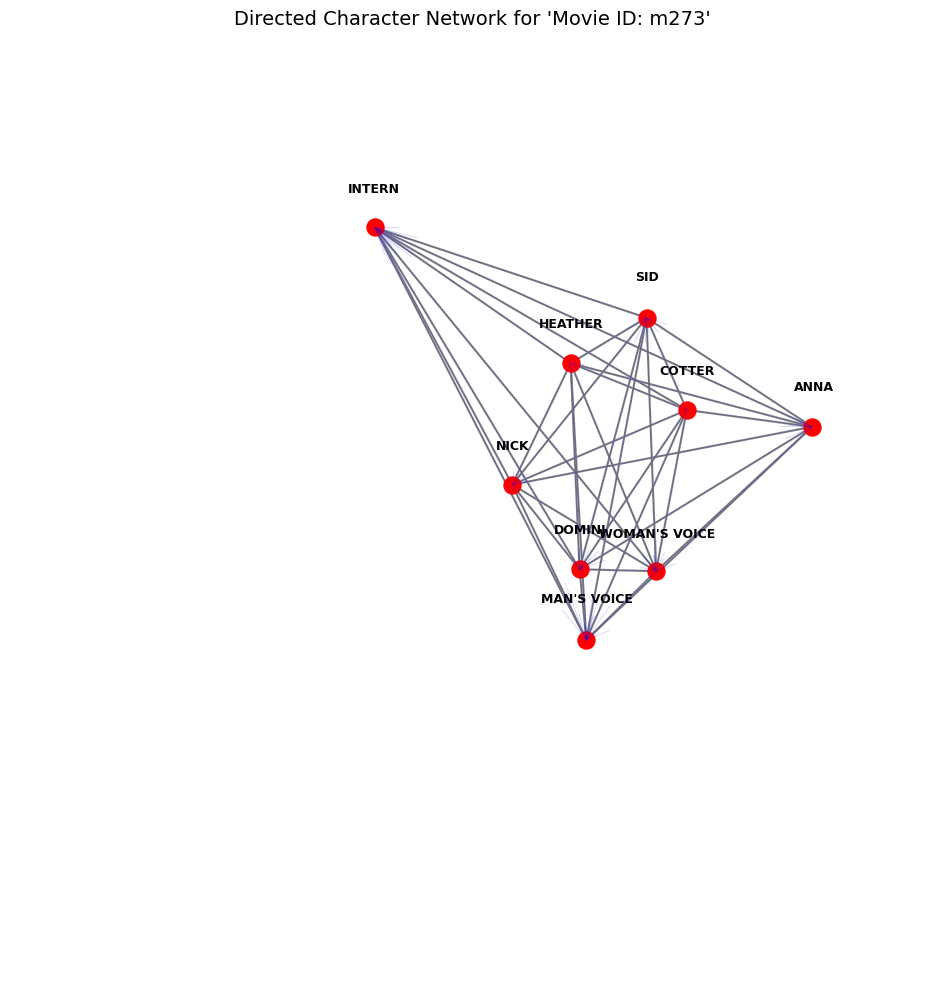 Directed Character Network for 'Movie ID: m273'
INTERN
SID
HEATHER
COTTER
ANNA
NICK
DOMINI
WOMAN'S VOICE
MAN'S VOICE